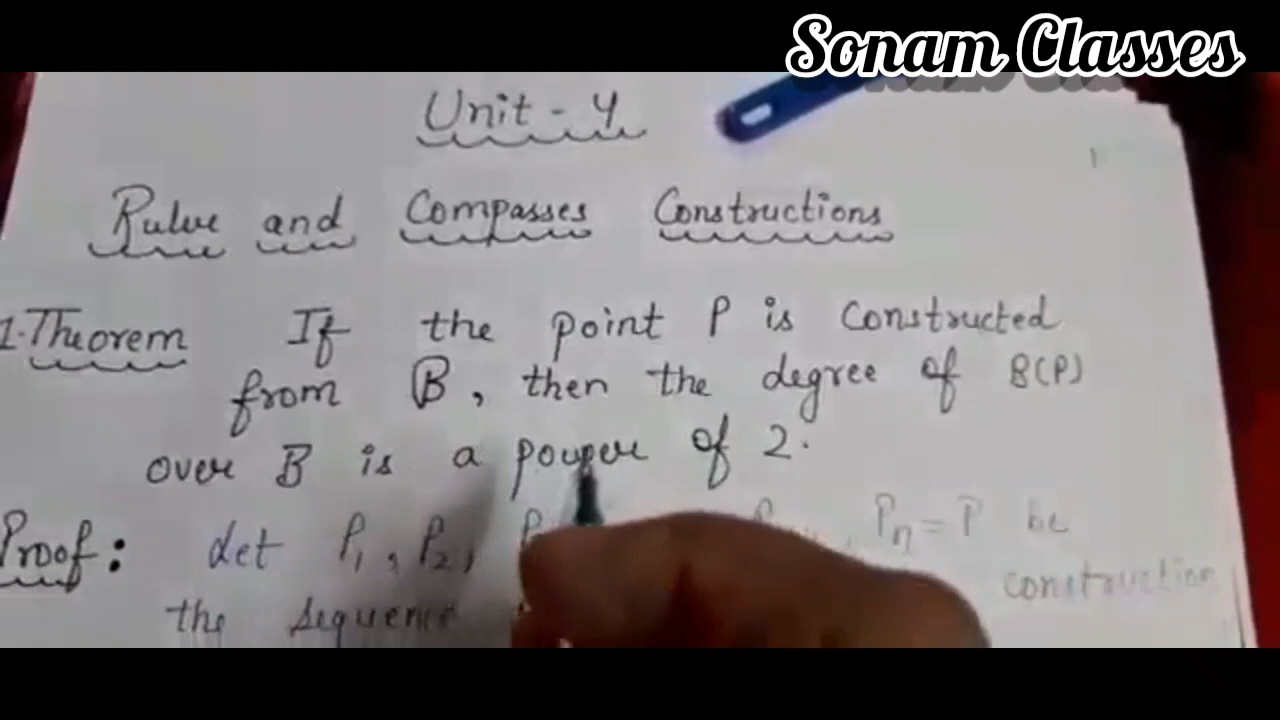 Sonam Classes
Unit - 4
Ruler and Compasses Constructions
1. Theorem If the point P is constructed
from B, then the degree of B(P)
over B is a power of 2.
Proof: Let P1, P2, Pn = P be
the sequence construction